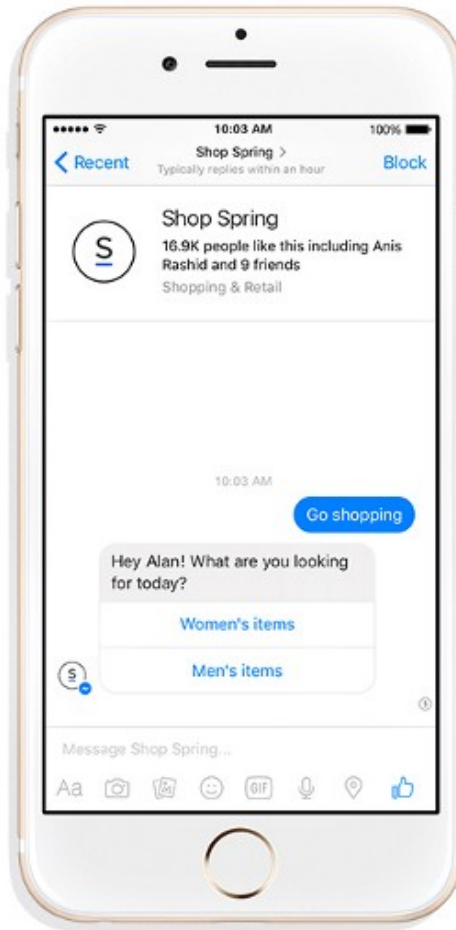 10:03 AM
100%
Recent
Shop Spring >
Typically replies within an hour
Block
S
Shop Spring
16.9K people like this including Anis
Rashid and 9 friends
Shopping & Retail
10:03 AM
Go shopping
Hey Alan! What are you looking
for today?
Women's items
Men's items
S
Message Shop Spring...
Aa
GIF